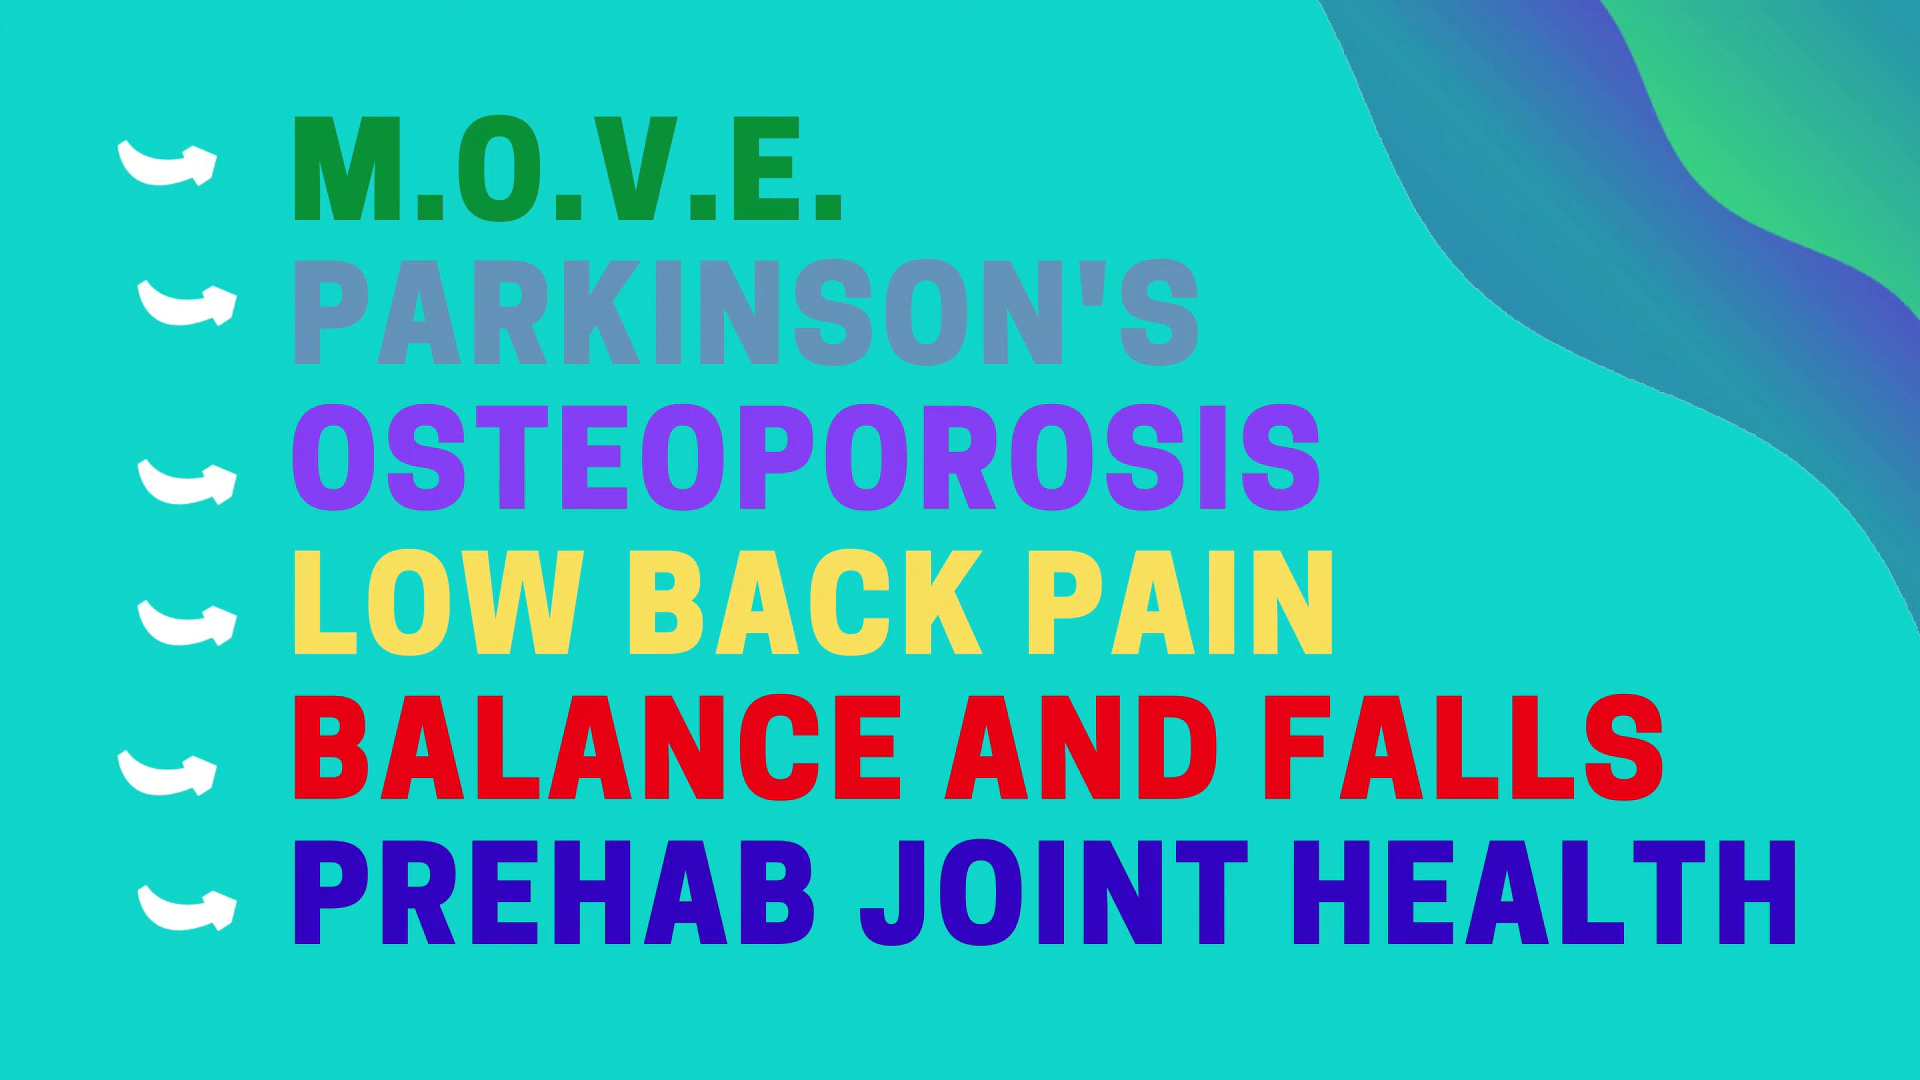 M.O.V.E.
PARKINSON'S
OSTEOPOROSIS
LOW BACK PAIN
BALANCE AND FALLS
PREHAB JOINT HEALTH